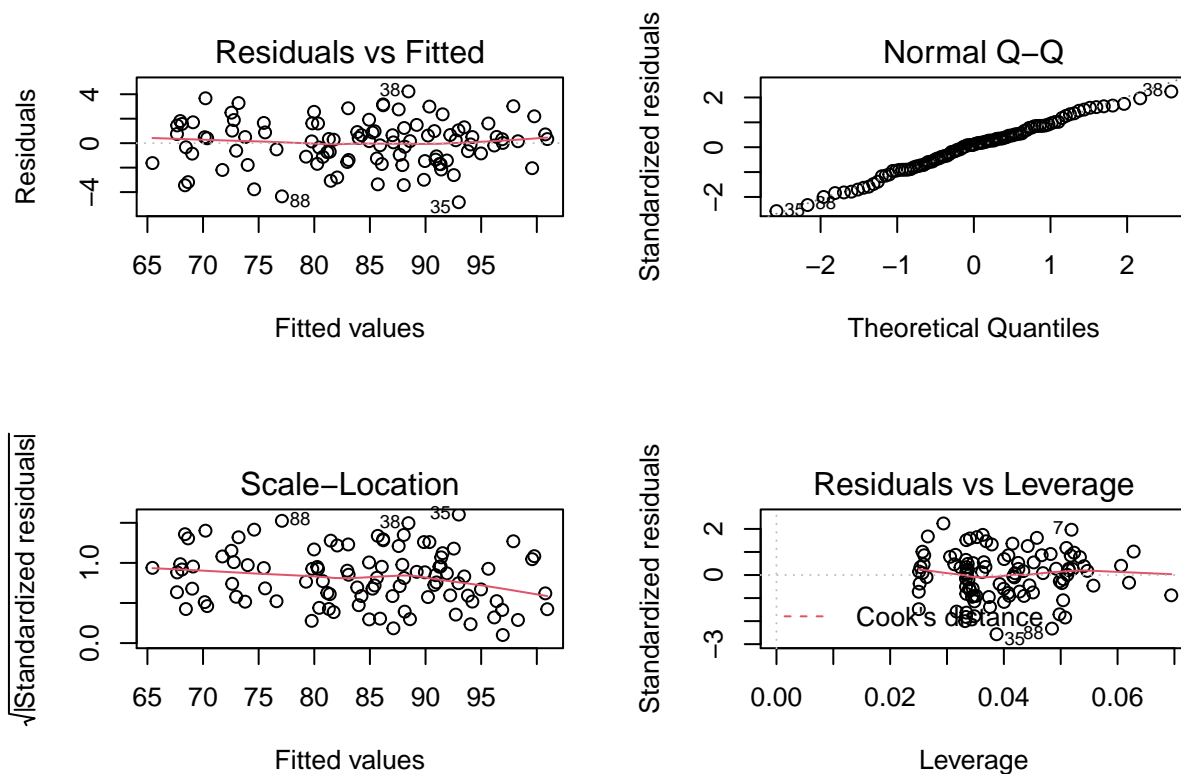 Residuals vs Fitted
Residuals
4
0
−4
38
88
35
65 70 75 80 85 90 95
Fitted values
Normal Q−Q
Standardized residuals
2
0
−2
38
35
88
−2 −1 0 1 2
Theoretical Quantiles
Scale−Location
√|Standardized residuals|
1.0
0.0
88
38
35
65 70 75 80 85 90 95
Fitted values
Residuals vs Leverage
Standardized residuals
2
0
−3
7
Cook's distance
35
88
0.00 0.02 0.04 0.06
Leverage